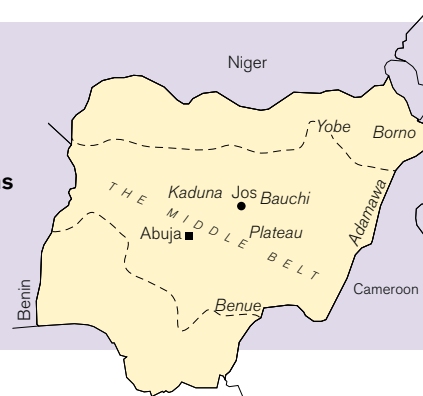 Niger
Yobe
Borno
Kaduna
Jos
Bauchi
Adamawa
THE MIDDLE BELT
Abuja
Plateau
Benin
Cameroon
Benue